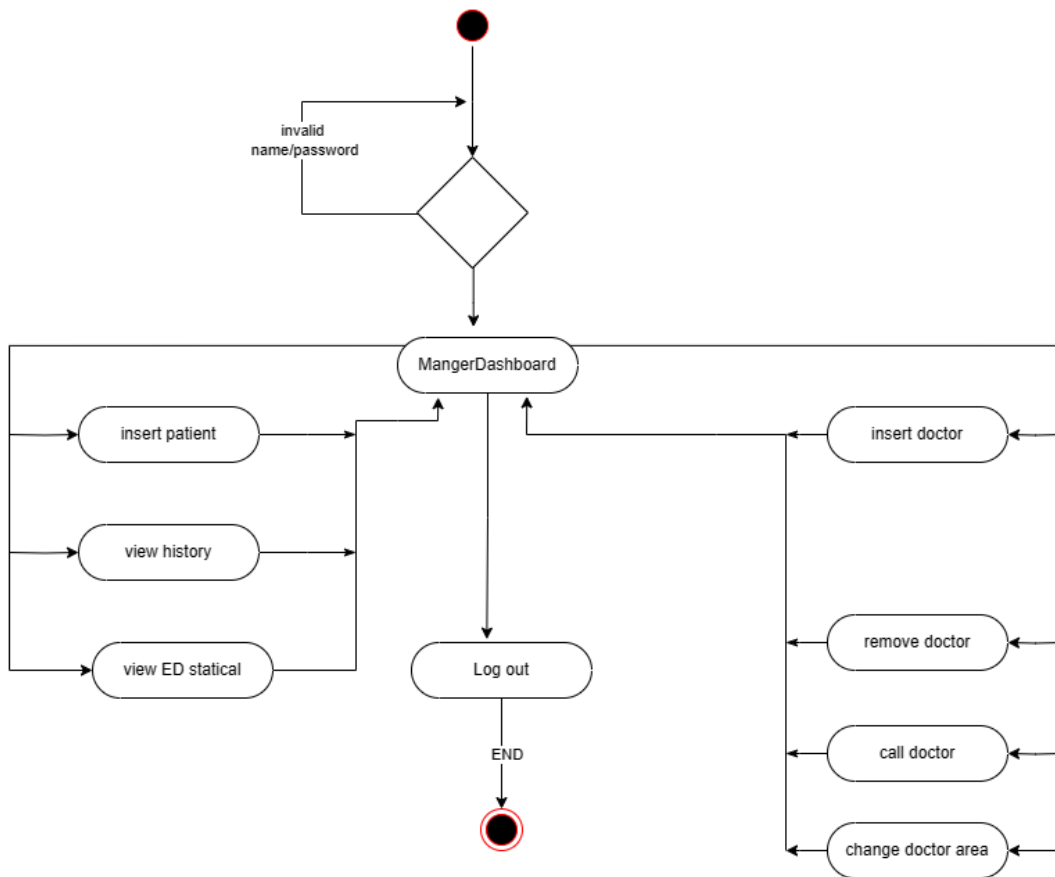 invalid
name/password
MangerDashboard
insert patient
insert doctor
view history
remove doctor
view ED statical
Log out
call doctor
END
change doctor area